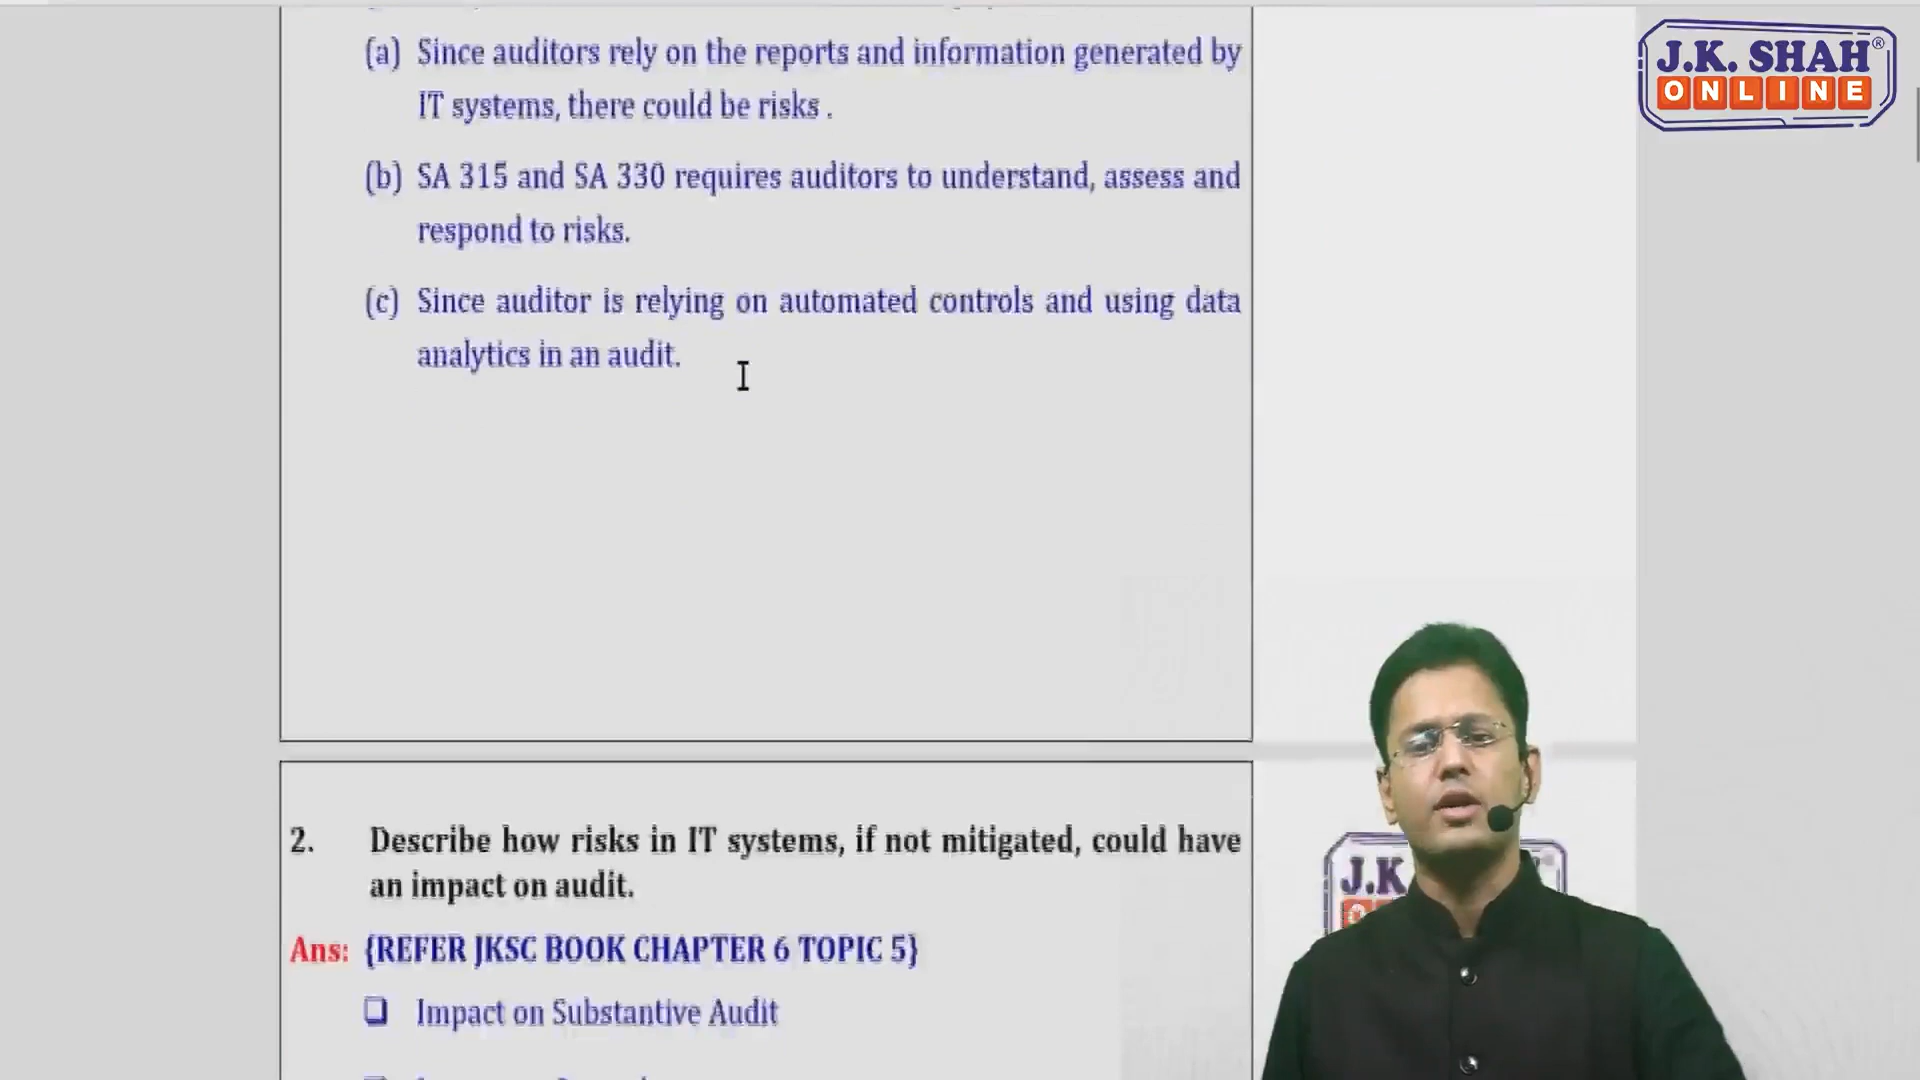 (a) Since auditors rely on the reports and information generated by
IT systems, there could be risks .
(b) SA 315 and SA 330 requires auditors to understand, assess and
respond to risks.
(c) Since auditor is relying on automated controls and using data
analytics in an audit.
J.K. SHAH®
ONLINE
2. Describe how risks in IT systems, if not mitigated, could have
an impact on audit.
Ans: {REFER JKSC BOOK CHAPTER 6 TOPIC 5}
❑ Impact on Substantive Audit
J.K